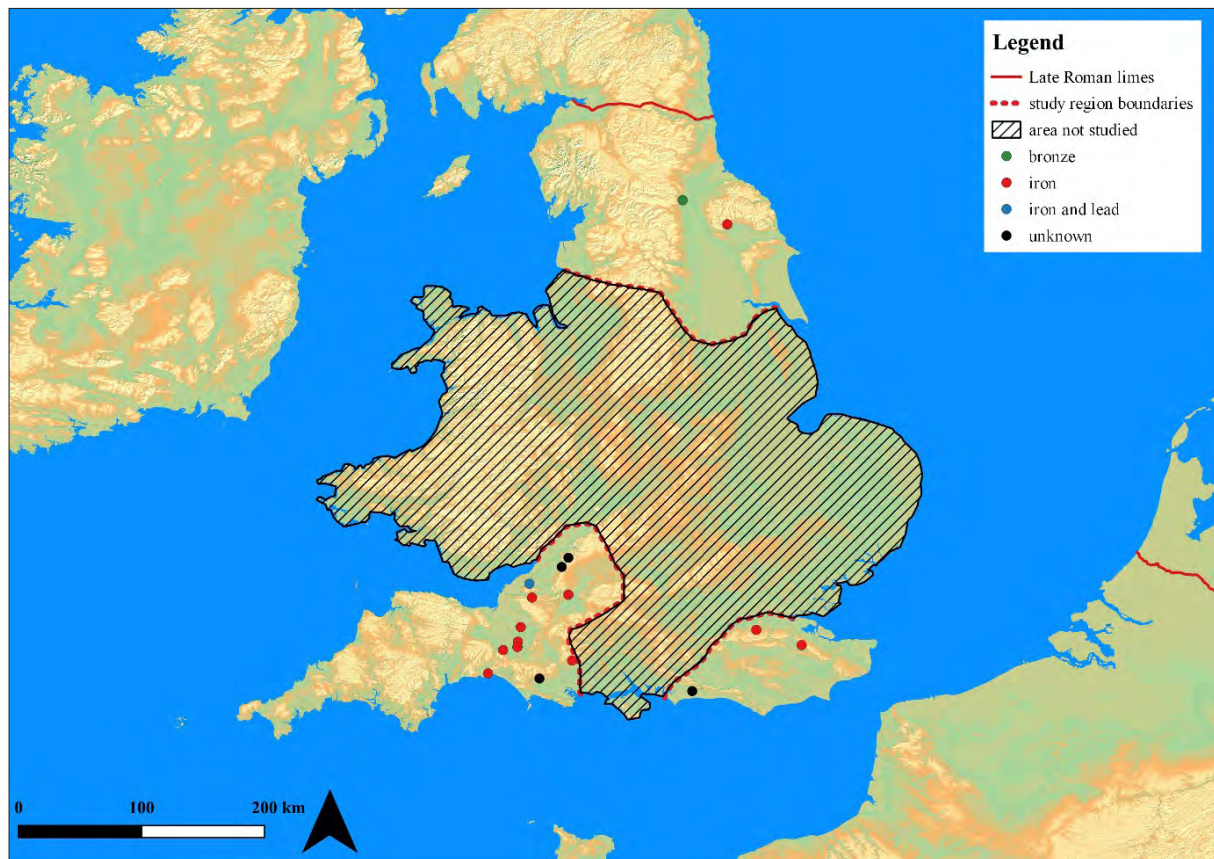 Legend
Late Roman limes
study region boundaries
area not studied
bronze
iron
iron and lead
unknown
0 100 200 km